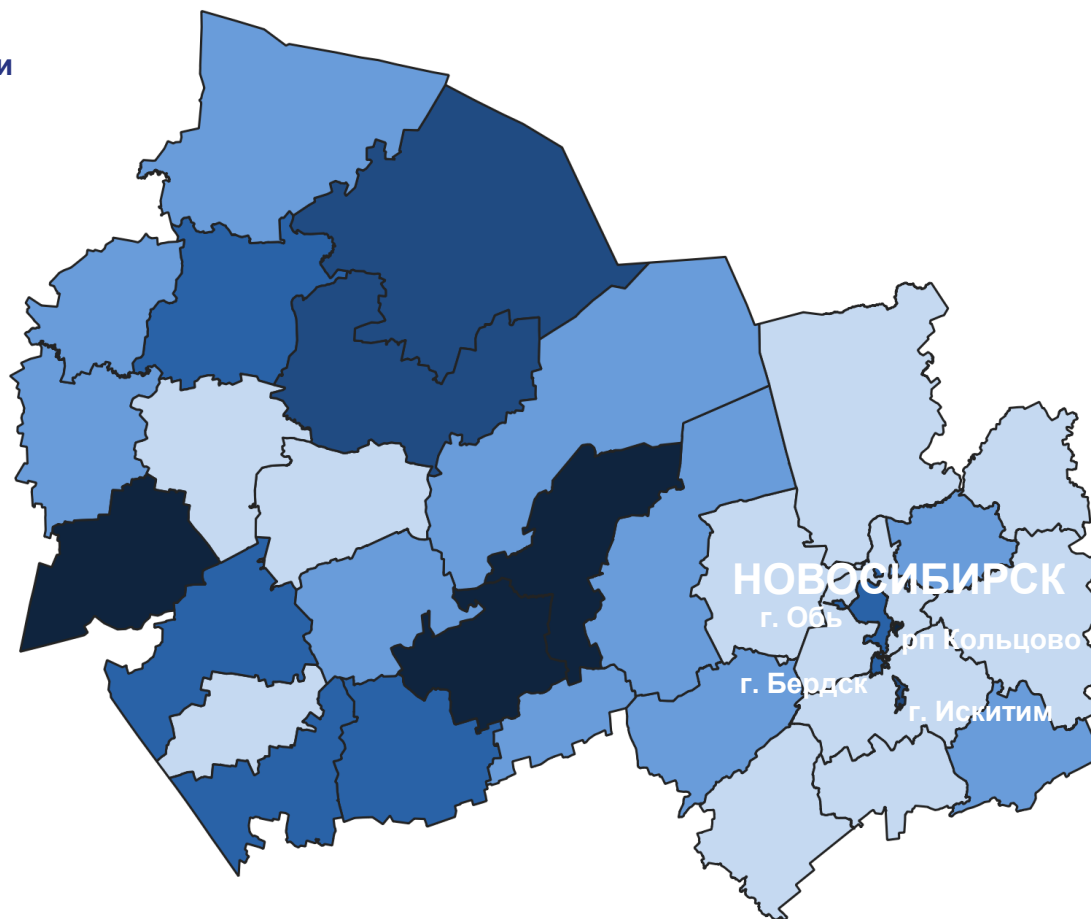 и
НОВОСИБИРСК
г. Обь
рп Кольцово
г. Бердск
г. Искитим